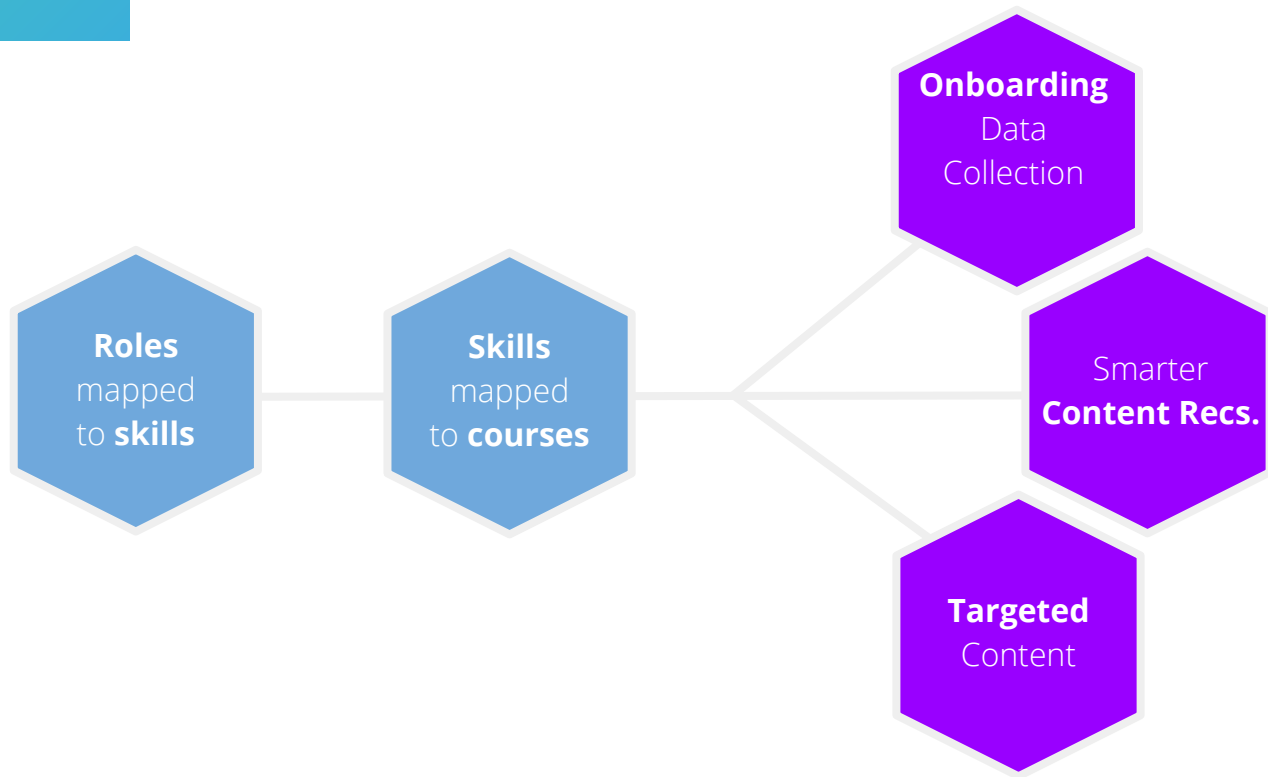 Roles
mapped
to skills
Skills
mapped
to courses
Onboarding
Data
Collection
Smarter
Content Recs.
Targeted
Content